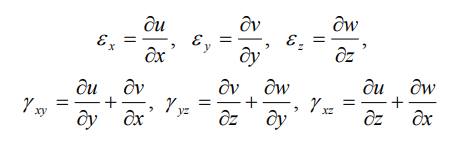 ε_x = ∂u/∂x, ε_y = ∂v/∂y, ε_z = ∂w/∂z,
γ_xy = ∂u/∂y + ∂v/∂x, γ_yz = ∂v/∂z + ∂w/∂y, γ_xz = ∂u/∂z + ∂w/∂x